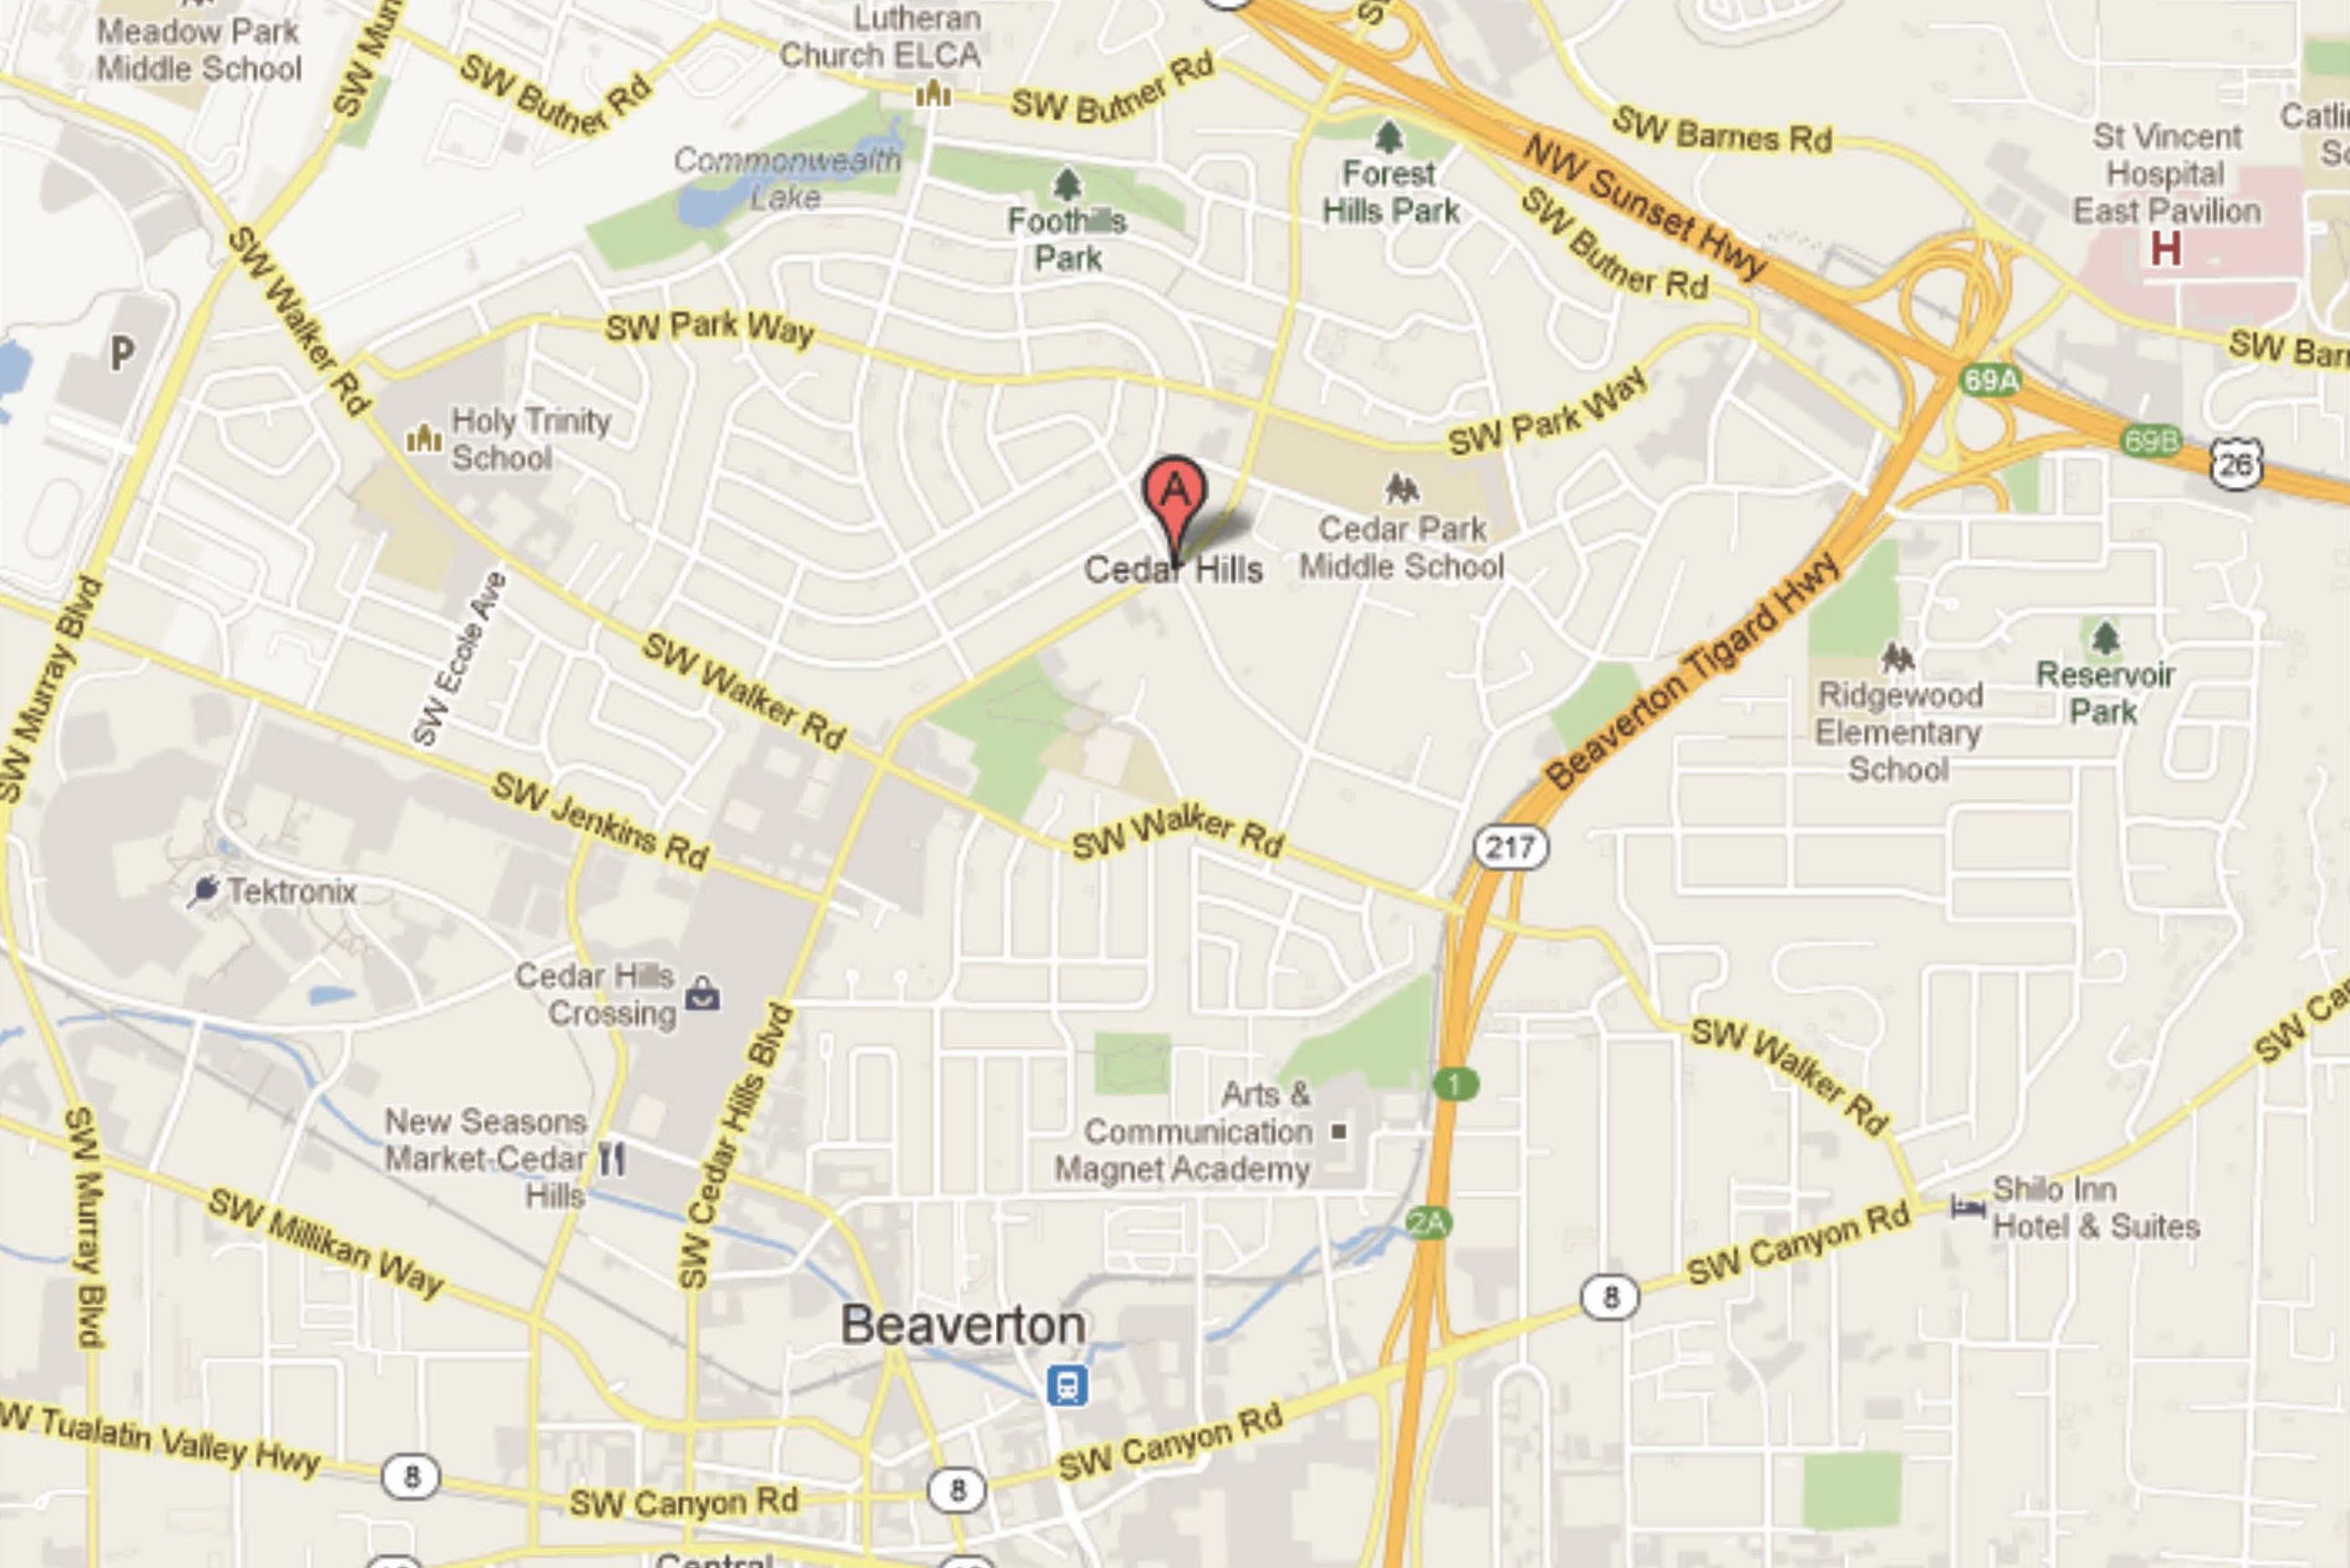 Meadow Park
Middle School
SW Mur
SW Butner Rd
Lutheran
Church ELCA
SW Butner Rd
SW Barnes Rd
NW Sunset Hwy
St Vincent
Hospital
East Pavilion
H
Commonwealth
Lake
Foothills
Park
Forest
Hills Park
SW Butner Rd
SW Walker Rd
P
SW Park Way
SW Bar
69A
69B
26
SW Park Way
Holy Trinity
School
A
Cedar Hills
Cedar Park
Middle School
SW Murray Blvd
SW Ecole Ave
SW Walker Rd
Beaverton Tigard Hwy
Ridgewood
Elementary
School
Reservoir
Park
SW Jenkins Rd
SW Walker Rd
217
Tektronix
Cedar Hills
Crossing
SW Cedar Hills Blvd
SW Walker Rd
SW Ca
1
Arts &
Communication
Magnet Academy
New Seasons
Market-Cedar
Hills
SW Murray Blvd
SW Millikan Way
2A
Shilo Inn
Hotel & Suites
SW Canyon Rd
8
Beaverton
W Tualatin Valley Hwy
8
SW Canyon Rd
8
SW Canyon Rd
Central